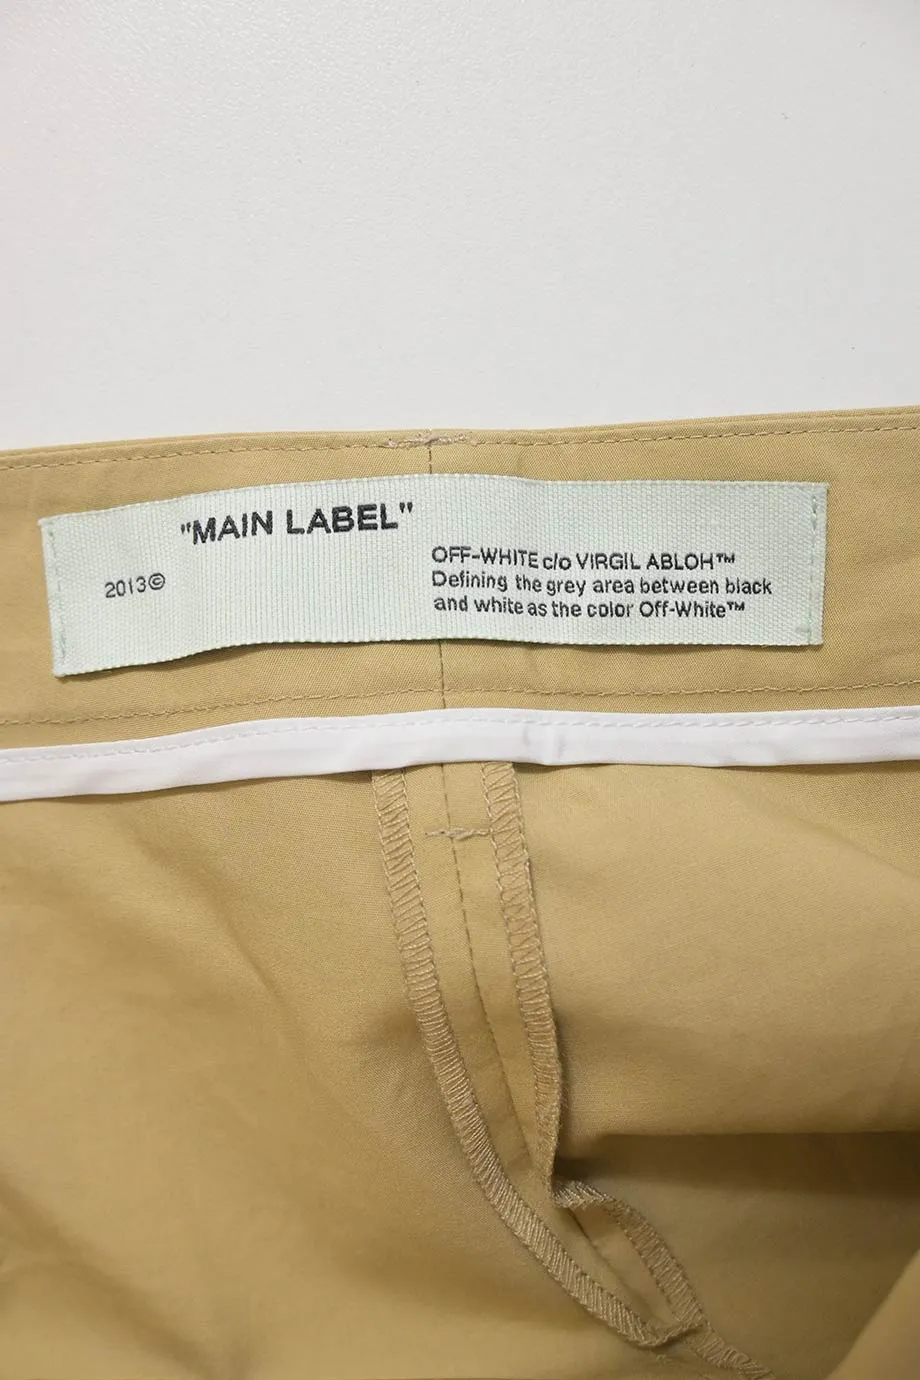 "MAIN LABEL"
2013©
OFF-WHITE c/o VIRGIL ABLOH™
Defining the grey area between black
and white as the color Off-White™